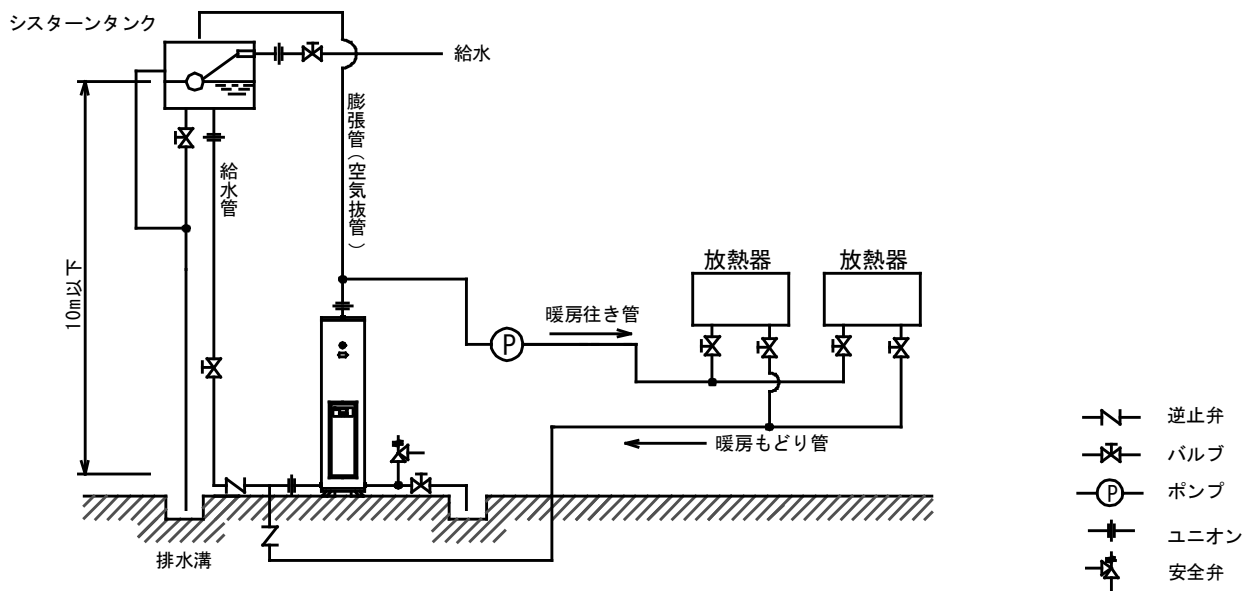 シスターンタンク
給水
膨張管(空気抜管)
給水管
10m以下
放熱器
放熱器
暖房往き管
P
暖房もどり管
排水溝
逆止弁
バルブ
P
ポンプ
ユニオン
安全弁